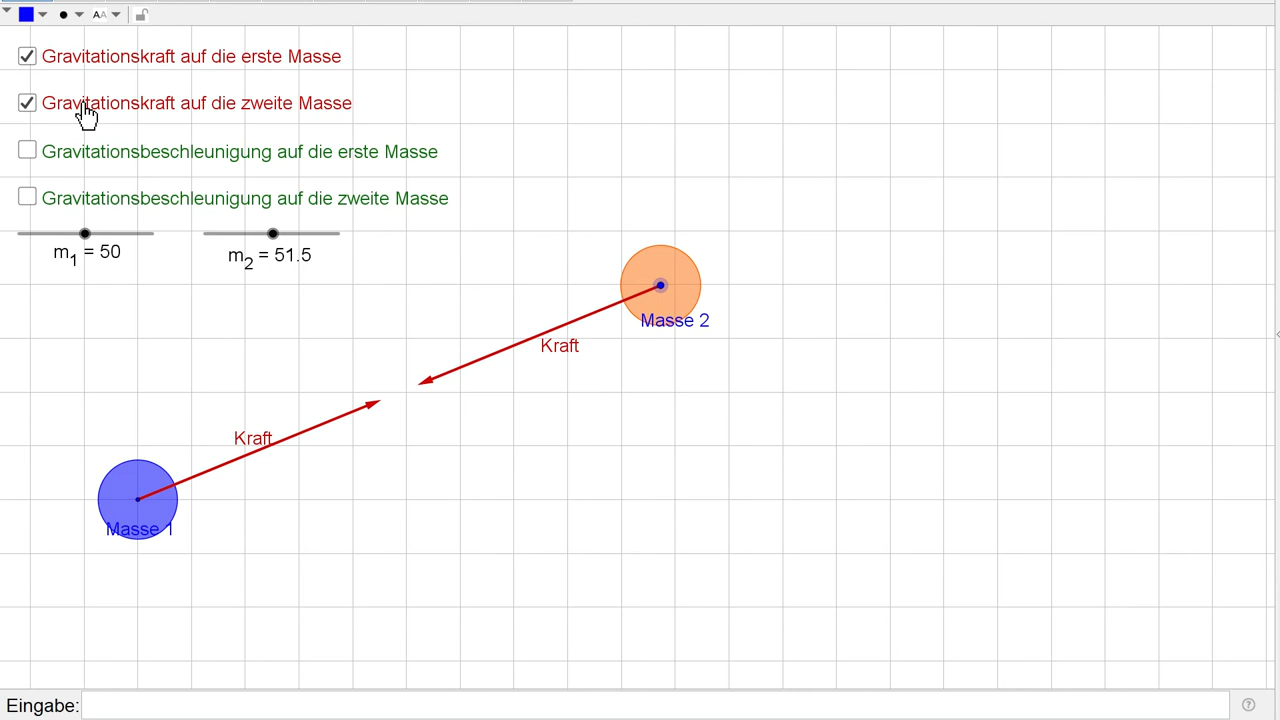 AA
Gravitationskraft auf die erste Masse
Gravitationskraft auf die zweite Masse
Gravitationsbeschleunigung auf die erste Masse
Gravitationsbeschleunigung auf die zweite Masse
m1 = 50
m2 = 51.5
Masse 2
Kraft
Kraft
Masse 1
Eingabe: